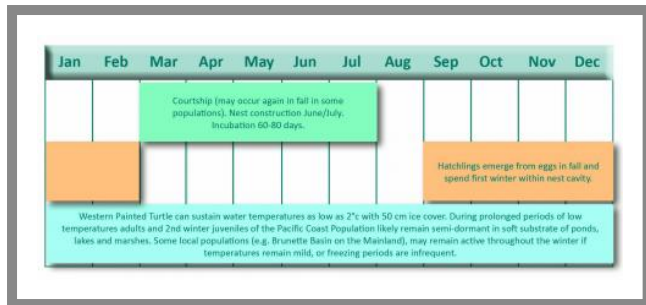 Jan Feb Mar Apr May Jun Jul Aug Sep Oct Nov Dec
Courtship (may occur again in fall in some
populations). Nest construction June/July.
Incubation 60-80 days.
Hatchlings emerge from eggs in fall and
spend first winter within nest cavity.
Western Painted Turtle can sustain water temperatures as low as 2°c with 50 cm ice cover. During prolonged periods of low
temperatures adults and 2nd winter juveniles of the Pacific Coast Population likely remain semi-dormant in soft substrate of ponds,
lakes and marshes. Some local populations (e.g. Brunette Basin on the Mainland), may remain active throughout the winter if
temperatures remain mild, or freezing periods are infrequent.